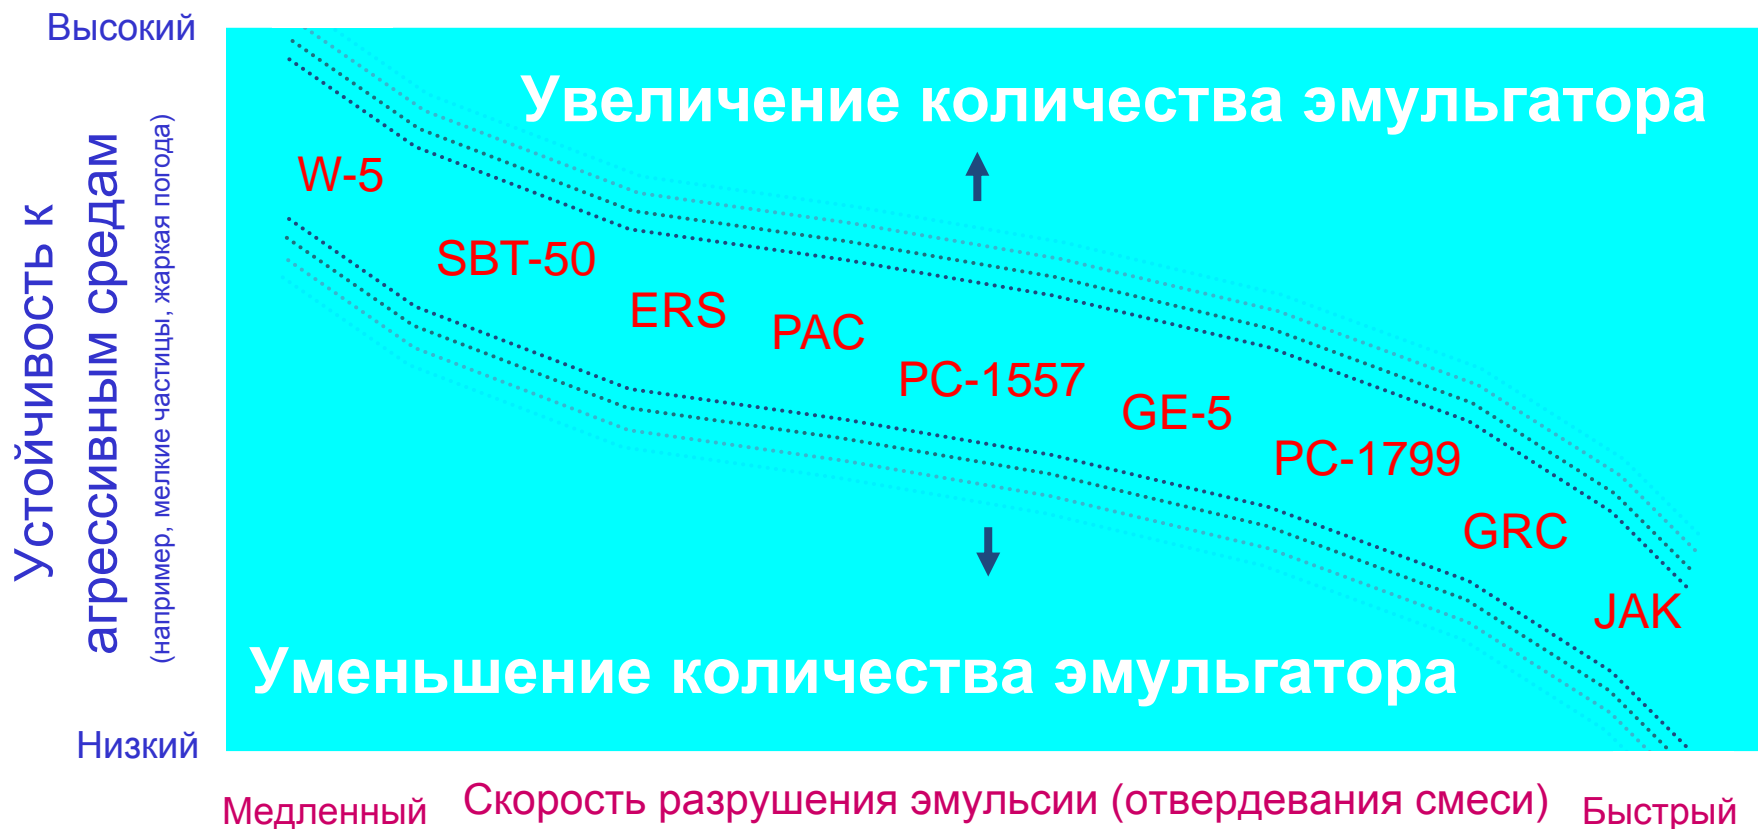 Высокий
Увеличение количества эмульгатора
Устойчивость к
агрессивным средам
(например, мелкие частицы, жаркая погода)
W-5
SBT-50
ERS
PAC
PC-1557
GE-5
PC-1799
GRC
JAK
Уменьшение количества эмульгатора
Низкий
Медленный
Скорость разрушения эмульсии (отвердевания смеси)
Быстрый